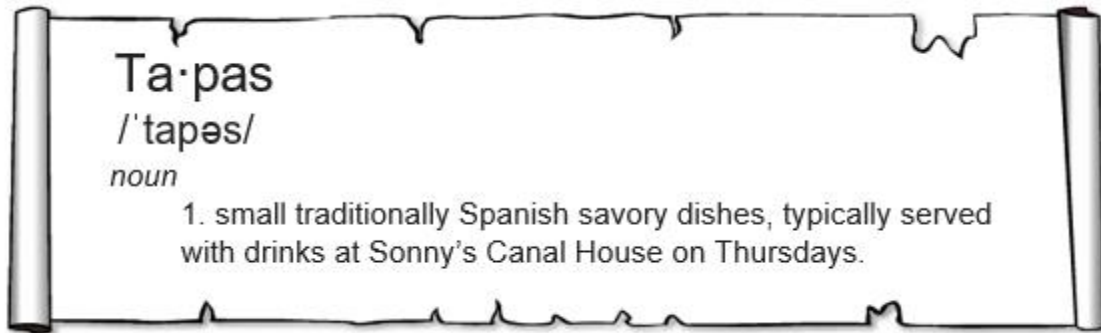 Ta·pas
/ˈtapəs/
noun
1. small traditionally Spanish savory dishes, typically served
with drinks at Sonny’s Canal House on Thursdays.